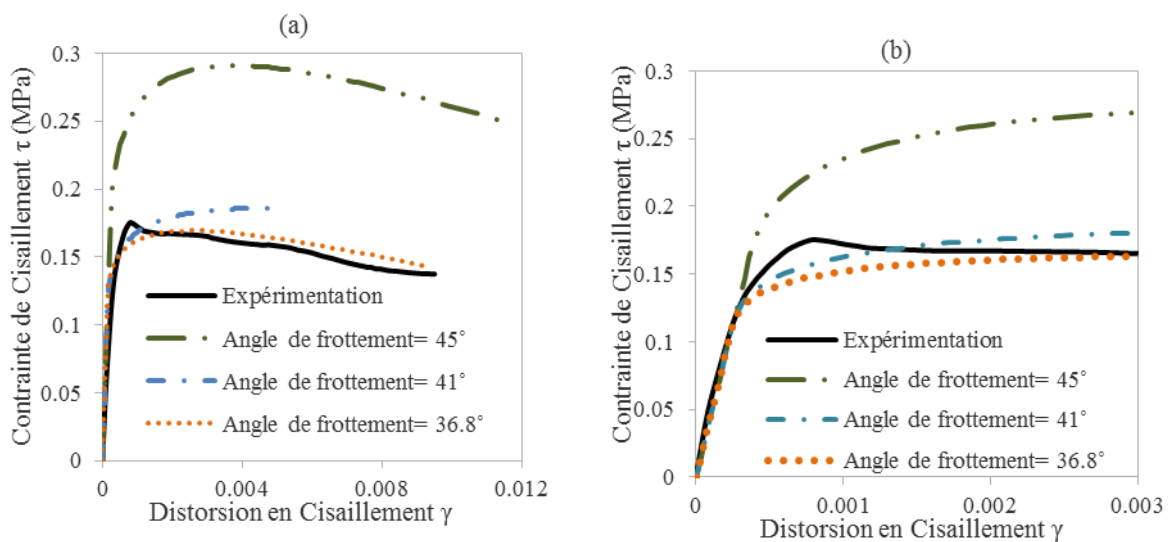 (a)
Contrainte de Cisaillement τ (MPa)
0.3
0.25
0.2
0.15
0.1
0.05
0
Expérimentation
Angle de frottement= 45°
Angle de frottement= 41°
Angle de frottement= 36.8°
0
0.004
0.008
0.012
Distorsion en Cisaillement γ
(b)
Contrainte de Cisaillement τ (MPa)
0.3
0.25
0.2
0.15
0.1
0.05
0
Expérimentation
Angle de frottement= 45°
Angle de frottement= 41°
Angle de frottement= 36.8°
0
0.001
0.002
0.003
Distorsion en Cisaillement γ